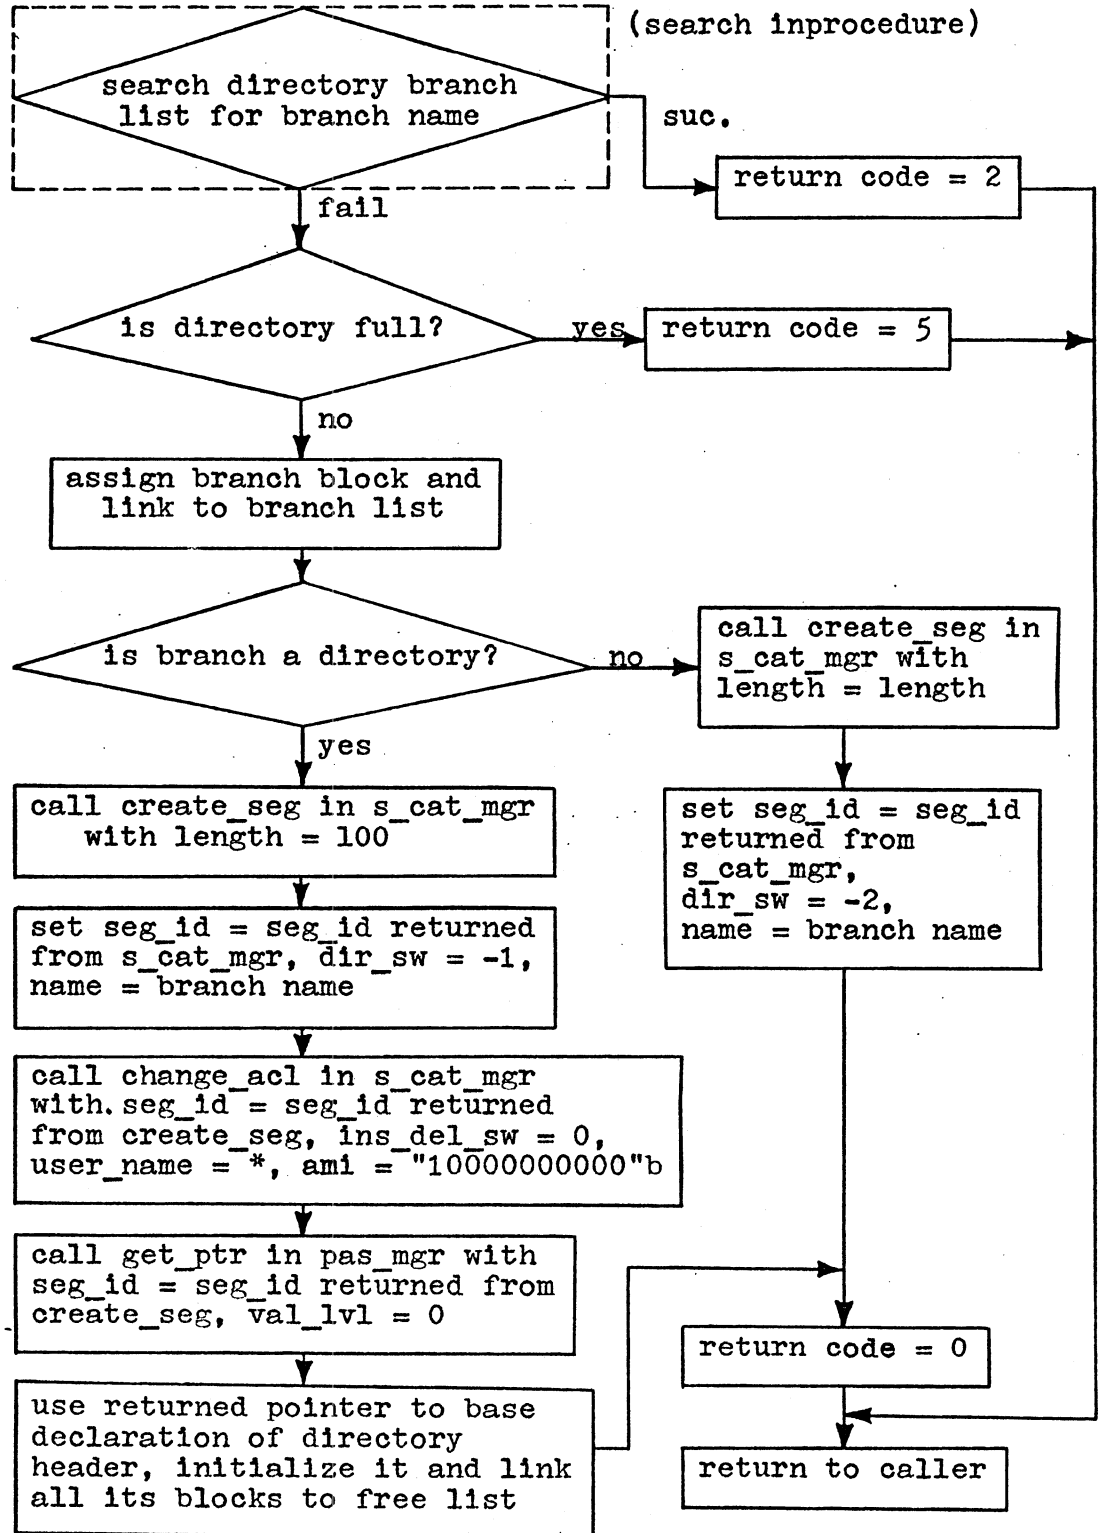 (search inprocedure)
search directory branch
list for branch name
suc.
return code = 2
fail
is directory full?
yes
return code = 5
no
assign branch block and
link to branch list
is branch a directory?
no
call create_seg in
s_cat_mgr with
length = length
yes
call create_seg in s_cat_mgr
with length = 100
set seg_id = seg_id
returned from
s_cat_mgr,
dir_sw = -2,
name = branch name
set seg_id = seg_id returned
from s_cat_mgr, dir_sw = -1,
name = branch name
call change_acl in s_cat_mgr
with.seg_id = seg_id returned
from create_seg, ins_del_sw = 0,
user_name = *, ami = "10000000000"b
call get_ptr in pas_mgr with
seg_id = seg_id returned from
create_seg, val_lvl = 0
return code = 0
use returned pointer to base
declaration of directory
header, initialize it and link
all its blocks to free list
return to caller